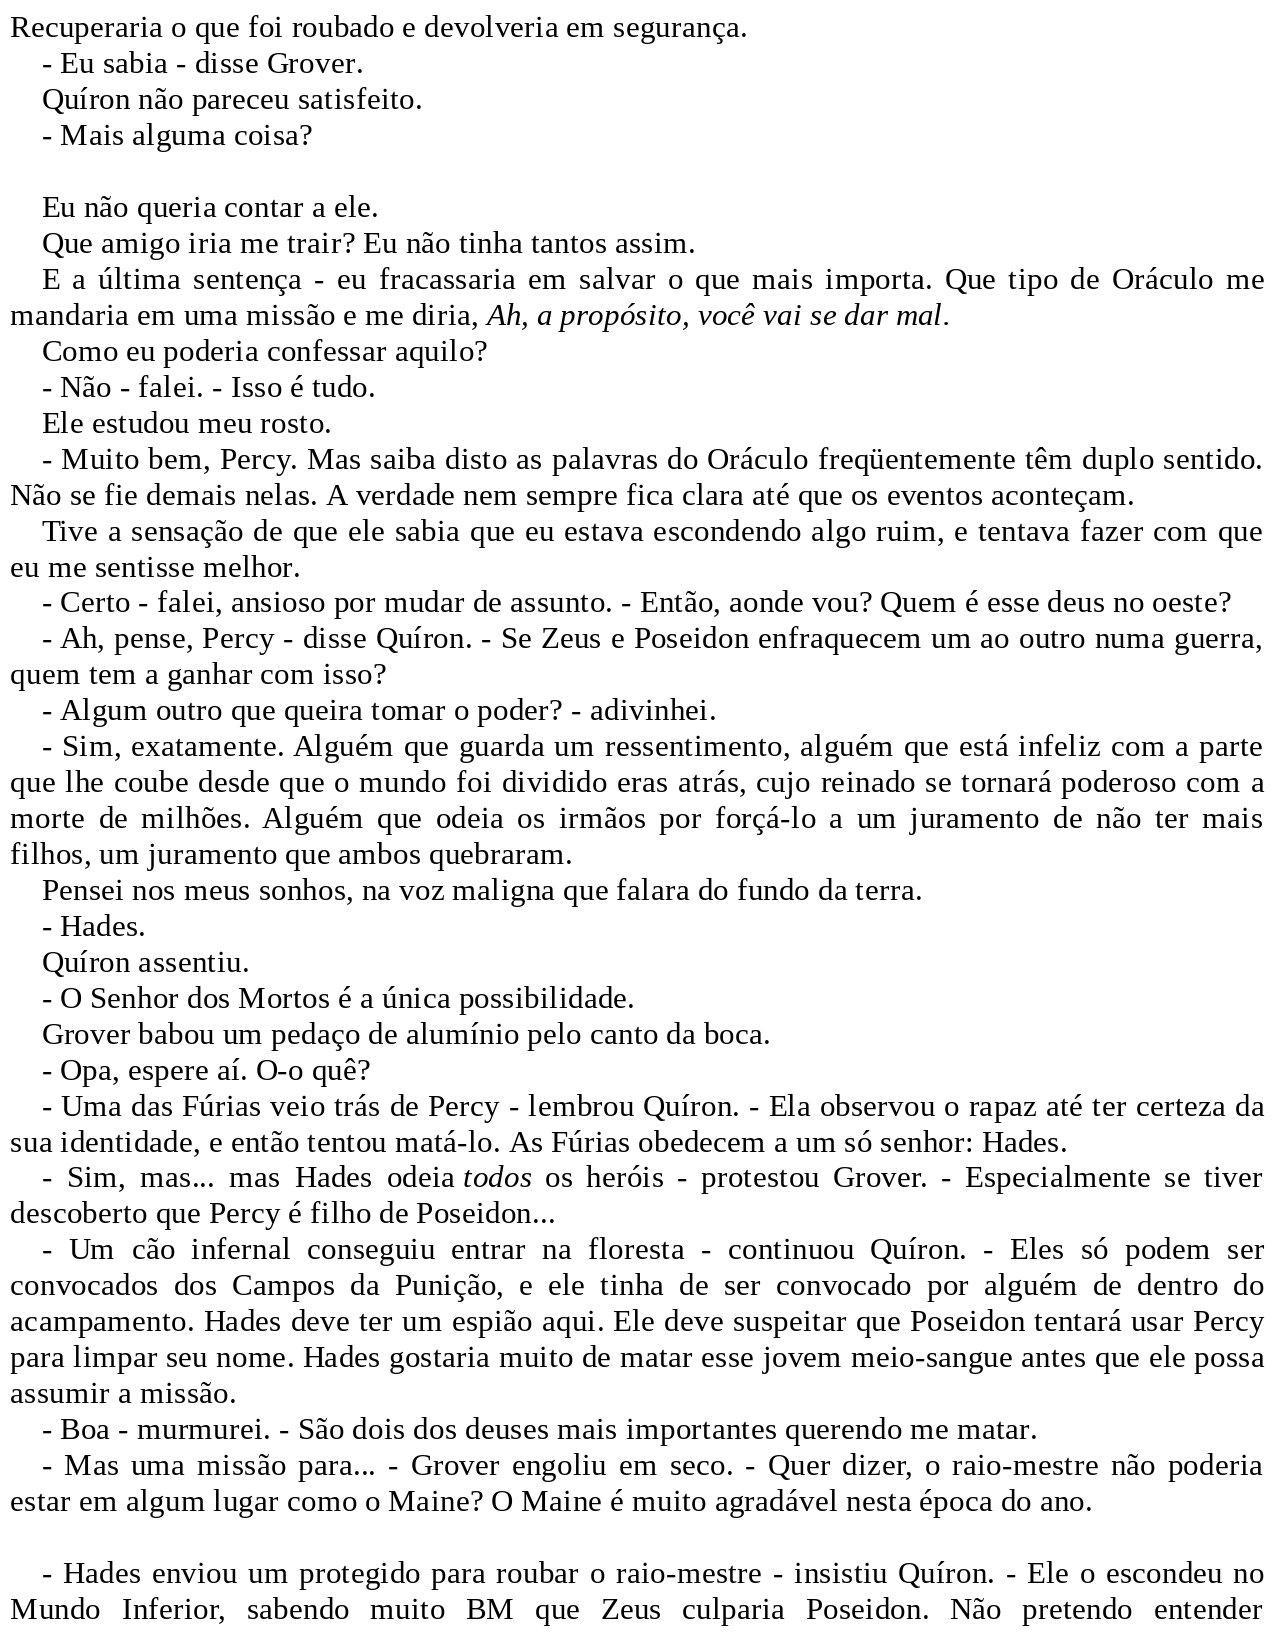 Recuperaria o que foi roubado e devolveria em segurança.
- Eu sabia - disse Grover.
Quíron não pareceu satisfeito.
- Mais alguma coisa?
Eu não queria contar a ele.
Que amigo iria me trair? Eu não tinha tantos assim.
E a última sentença - eu fracassaria em salvar o que mais importa. Que tipo de Oráculo me
mandaria em uma missão e me diria, Ah, a propósito, você vai se dar mal.
Como eu poderia confessar aquilo?
- Não - falei. - Isso é tudo.
Ele estudou meu rosto.
- Muito bem, Percy. Mas saiba disto as palavras do Oráculo freqüentemente têm duplo sentido.
Não se fie demais nelas. A verdade nem sempre fica clara até que os eventos aconteçam.
Tive a sensação de que ele sabia que eu estava escondendo algo ruim, e tentava fazer com que
eu me sentisse melhor.
- Certo - falei, ansioso por mudar de assunto. - Então, aonde vou? Quem é esse deus no oeste?
- Ah, pense, Percy - disse Quíron. - Se Zeus e Poseidon enfraquecem um ao outro numa guerra,
quem tem a ganhar com isso?
- Algum outro que queira tomar o poder? - adivinhei.
- Sim, exatamente. Alguém que guarda um ressentimento, alguém que está infeliz com a parte
que lhe coube desde que o mundo foi dividido eras atrás, cujo reinado se tornará poderoso com a
morte de milhões. Alguém que odeia os irmãos por forçá-lo a um juramento de não ter mais
filhos, um juramento que ambos quebraram.
Pensei nos meus sonhos, na voz maligna que falara do fundo da terra.
- Hades.
Quíron assentiu.
- O Senhor dos Mortos é a única possibilidade.
Grover babou um pedaço de alumínio pelo canto da boca.
- Opa, espere aí. O-o quê?
- Uma das Fúrias veio trás de Percy - lembrou Quíron. - Ela observou o rapaz até ter certeza da
sua identidade, e então tentou matá-lo. As Fúrias obedecem a um só senhor: Hades.
- Sim, mas... mas Hades odeia todos os heróis - protestou Grover. - Especialmente se tiver
descoberto que Percy é filho de Poseidon...
- Um cão infernal conseguiu entrar na floresta - continuou Quíron. - Eles só podem ser
convocados dos Campos da Punição, e ele tinha de ser convocado por alguém de dentro do
acampamento. Hades deve ter um espião aqui. Ele deve suspeitar que Poseidon tentará usar Percy
para limpar seu nome. Hades gostaria muito de matar esse jovem meio-sangue antes que ele possa
assumir a missão.
- Boa - murmurei. - São dois dos deuses mais importantes querendo me matar.
- Mas uma missão para... - Grover engoliu em seco. - Quer dizer, o raio-mestre não poderia
estar em algum lugar como o Maine? O Maine é muito agradável nesta época do ano.
- Hades enviou um protegido para roubar o raio-mestre - insistiu Quíron. - Ele o escondeu no
Mundo Inferior, sabendo muito BM que Zeus culparia Poseidon. Não pretendo entender